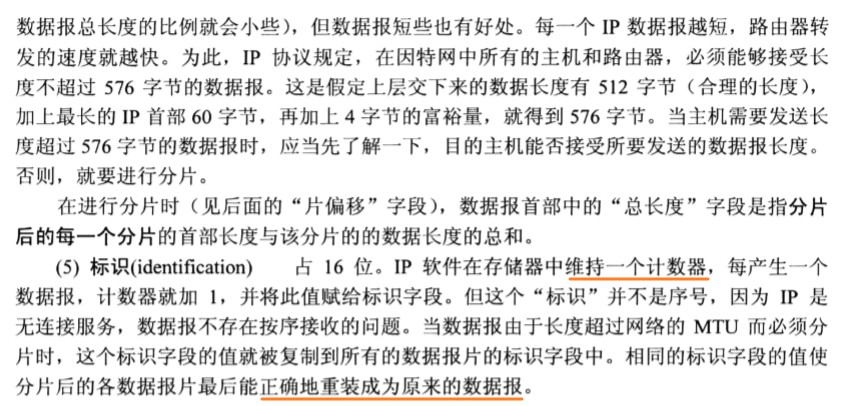 数据报总长度的比例就会小些），但数据报短些也有好处。每一个 IP 数据报越短，路由器转
发的速度就越快。为此，IP 协议规定，在因特网中所有的主机和路由器，必须能够接受长
度不超过 576 字节的数据报。这是假定上层交下来的数据长度有 512 字节（合理的长度），
加上最长的 IP 首部 60 字节，再加上 4 字节的富裕量，就得到 576 字节。当主机需要发送长
度超过 576 字节的数据报时，应当先了解一下，目的主机能否接受所要发送的数据报长度。
否则，就要进行分片。
在进行分片时（见后面的“片偏移”字段），数据报首部中的“总长度”字段是指分片
后的每一个分片的首部长度与该分片的的数据长度的总和。
(5) 标识(identification) 占 16 位。IP 软件在存储器中维持一个计数器，每产生一个
数据报，计数器就加 1，并将此值赋给标识字段。但这个“标识”并不是序号，因为 IP 是
无连接服务，数据报不存在按序接收的问题。当数据报由于长度超过网络的 MTU 而必须分
片时，这个标识字段的值就被复制到所有的数据报片的标识字段中。相同的标识字段的值使
分片后的各数据报片最后能正确地重装成为原来的数据报。